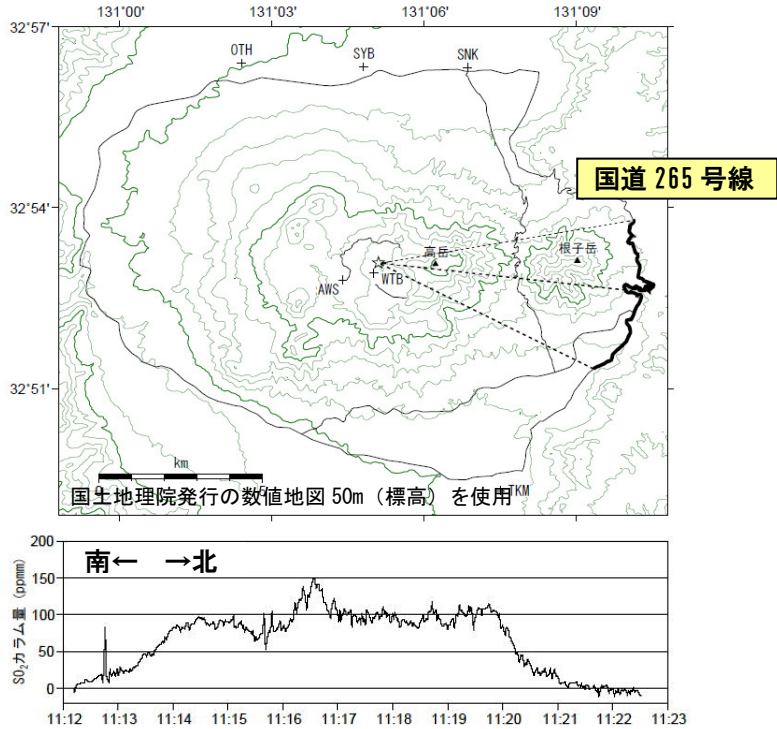 131°00' 131°03' 131°06' 131°09'
32°57'
OTH SYB SNK
国道 265 号線
32°54'
高岳 根子岳
AWS WTB
32°51'
km
国土地理院発行の数値地図 50m（標高）を使用
TKM
200
南← →北
150
100
50
0
SO₂カラム量 (ppmm)
11:12 11:13 11:14 11:15 11:16 11:17 11:18 11:19 11:20 11:21 11:22 11:23